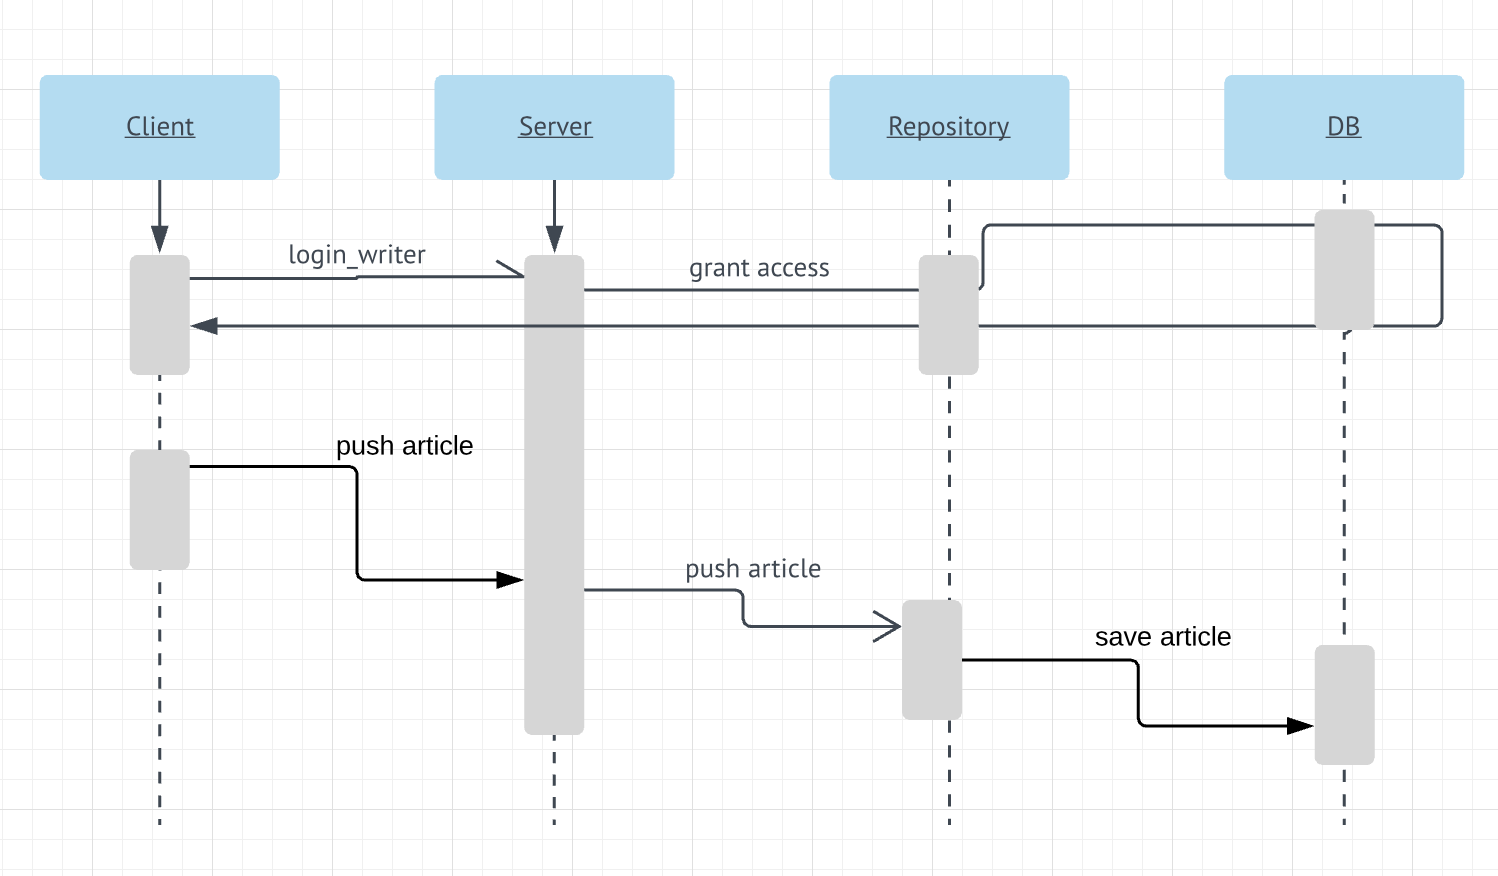 Client
Server
Repository
DB
login_writer
grant access
push article
push article
save article